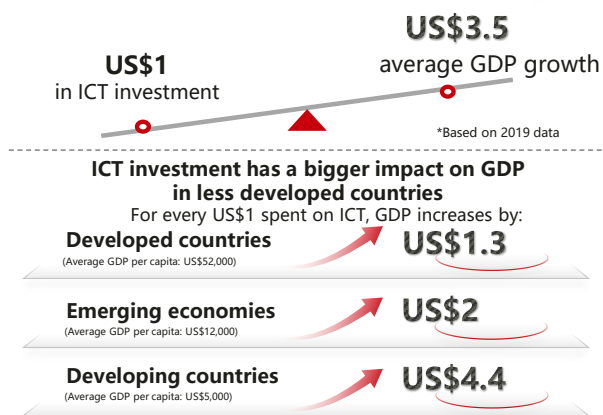 US$3.5
average GDP growth
US$1
in ICT investment
*Based on 2019 data
ICT investment has a bigger impact on GDP
in less developed countries
For every US$1 spent on ICT, GDP increases by:
Developed countries
(Average GDP per capita: US$52,000)
US$1.3
Emerging economies
(Average GDP per capita: US$12,000)
US$2
Developing countries
(Average GDP per capita: US$5,000)
US$4.4